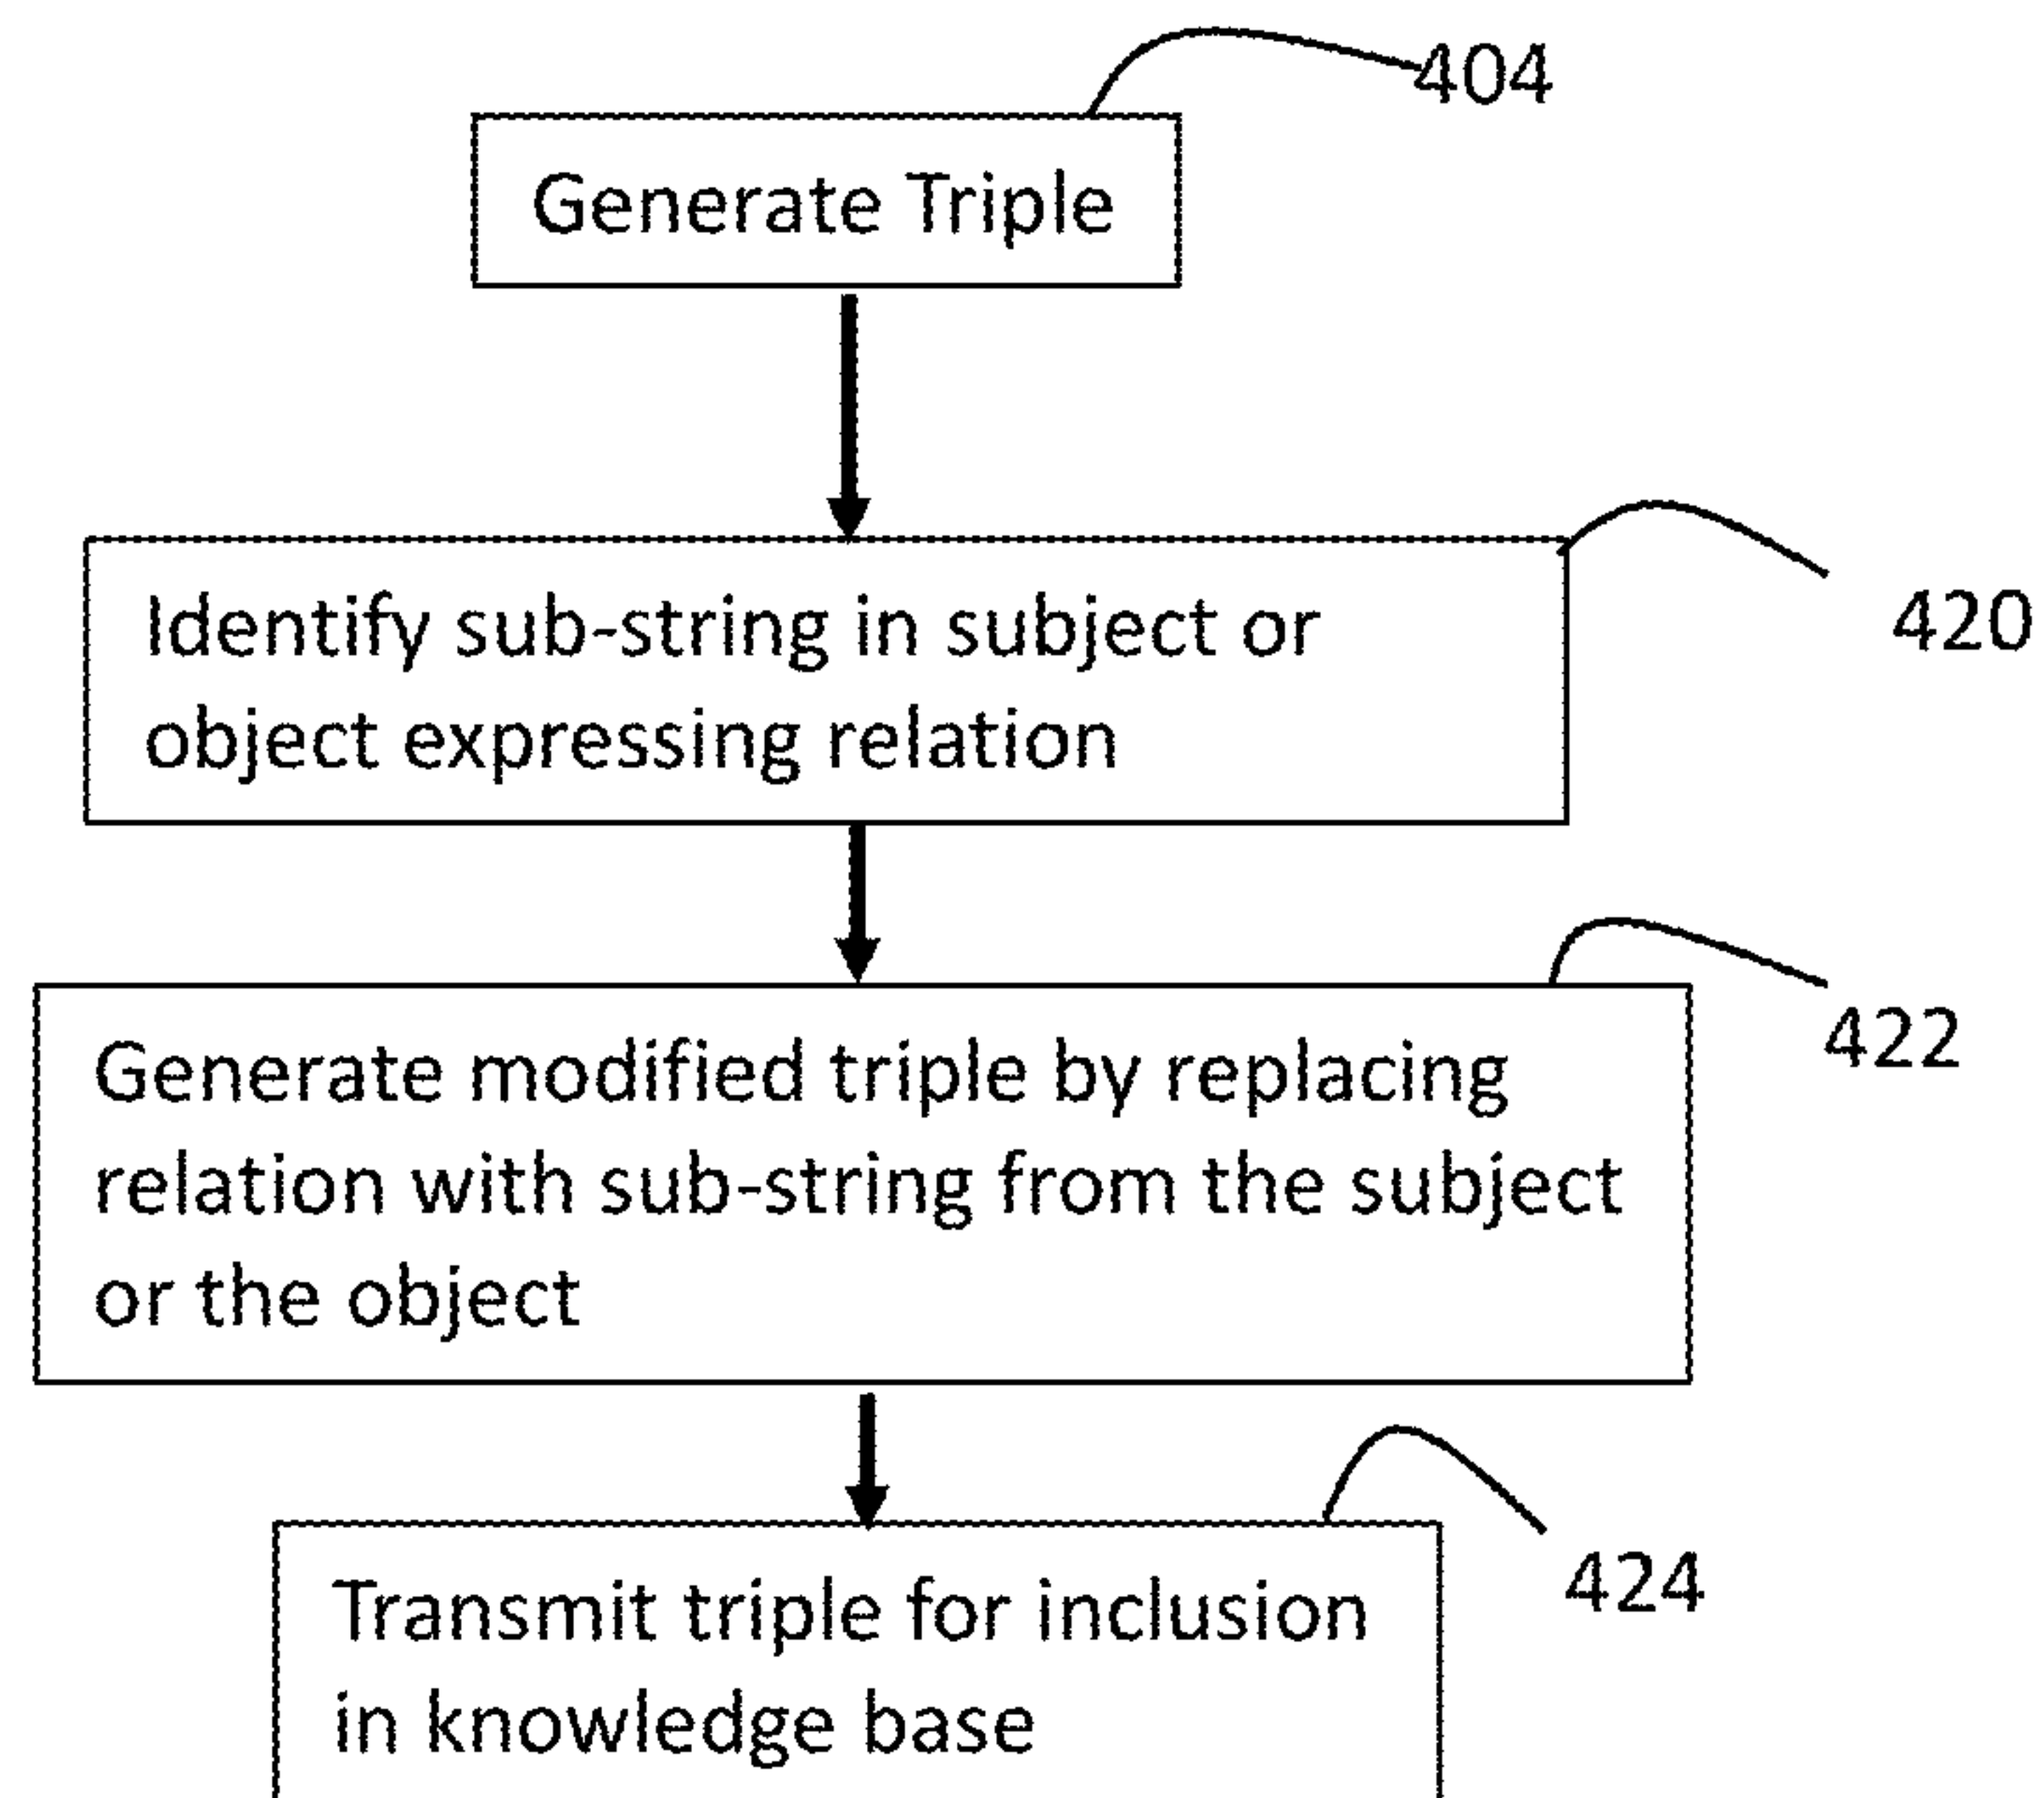 404
Generate Triple
420
Identify sub-string in subject or
object expressing relation
422
Generate modified triple by replacing
relation with sub-string from the subject
or the object
424
Transmit triple for inclusion
in knowledge base